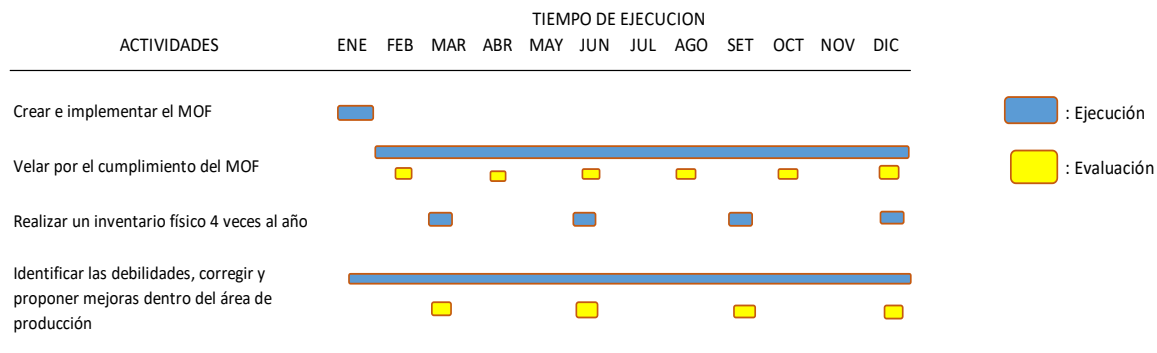 TIEMPO DE EJECUCION
ACTIVIDADES ENE FEB MAR ABR MAY JUN JUL AGO SET OCT NOV DIC
Crear e implementar el MOF
: Ejecución
Velar por el cumplimiento del MOF
: Evaluación
Realizar un inventario físico 4 veces al año
Identificar las debilidades, corregir y
proponer mejoras dentro del área de
producción